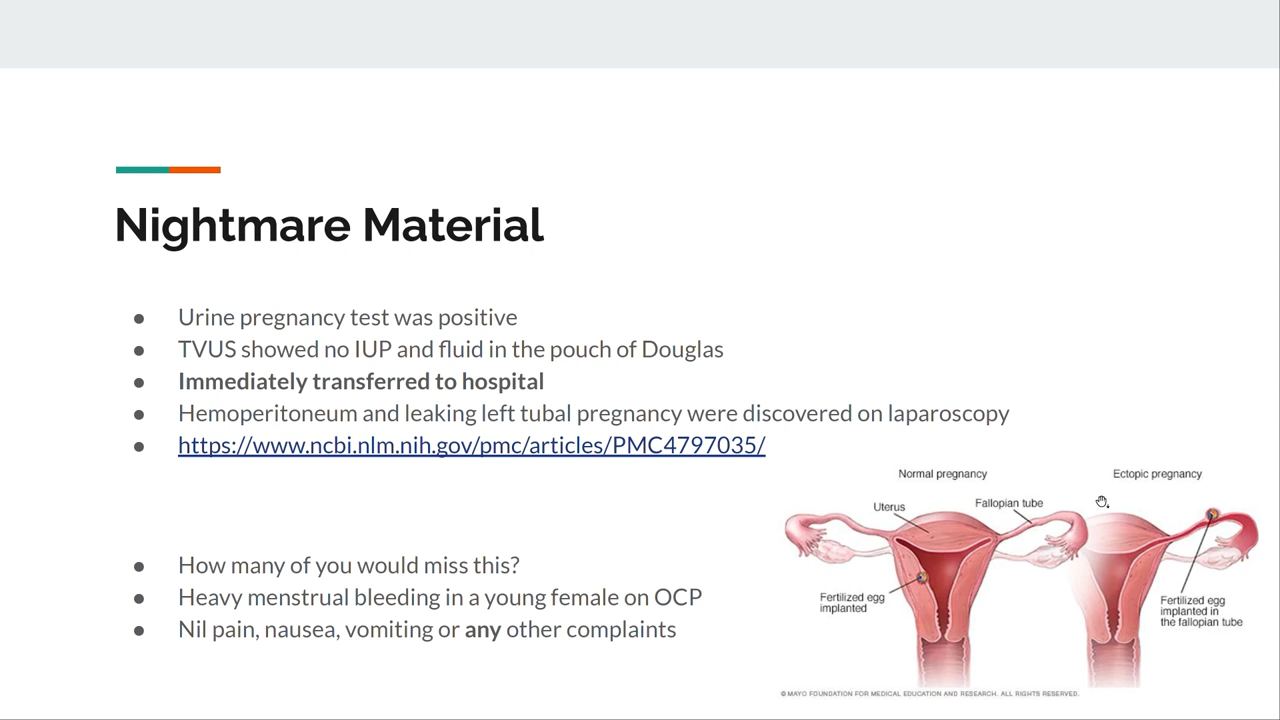 Nightmare Material
● Urine pregnancy test was positive
● TVUS showed no IUP and fluid in the pouch of Douglas
● Immediately transferred to hospital
● Hemoperitoneum and leaking left tubal pregnancy were discovered on laparoscopy
● https://www.ncbi.nlm.nih.gov/pmc/articles/PMC4797035/
● How many of you would miss this?
● Heavy menstrual bleeding in a young female on OCP
● Nil pain, nausea, vomiting or any other complaints
Normal pregnancy
Uterus
Fallopian tube
Fertilized egg
implanted
Ectopic pregnancy
Fertilized egg
implanted in
the fallopian tube
© MAYO FOUNDATION FOR MEDICAL EDUCATION AND RESEARCH. ALL RIGHTS RESERVED.